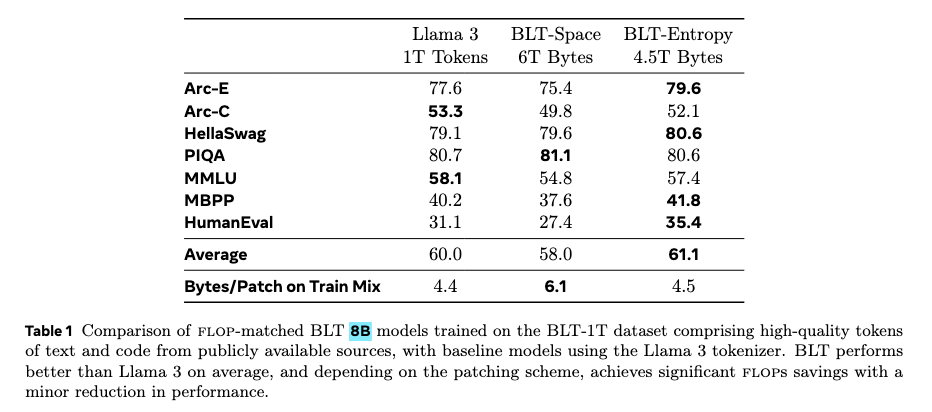 Llama 3 BLT-Space BLT-Entropy
1T Tokens 6T Bytes 4.5T Bytes
Arc-E 77.6 75.4 79.6
Arc-C 53.3 49.8 52.1
HellaSwag 79.1 79.6 80.6
PIQA 80.7 81.1 80.6
MMLU 58.1 54.8 57.4
MBPP 40.2 37.6 41.8
HumanEval 31.1 27.4 35.4
Average 60.0 58.0 61.1
Bytes/Patch on Train Mix 4.4 6.1 4.5
Table 1 Comparison of FLOP-matched BLT 8B models trained on the BLT-1T dataset comprising high-quality tokens
of text and code from publicly available sources, with baseline models using the Llama 3 tokenizer. BLT performs
better than Llama 3 on average, and depending on the patching scheme, achieves significant FLOPs savings with a
minor reduction in performance.